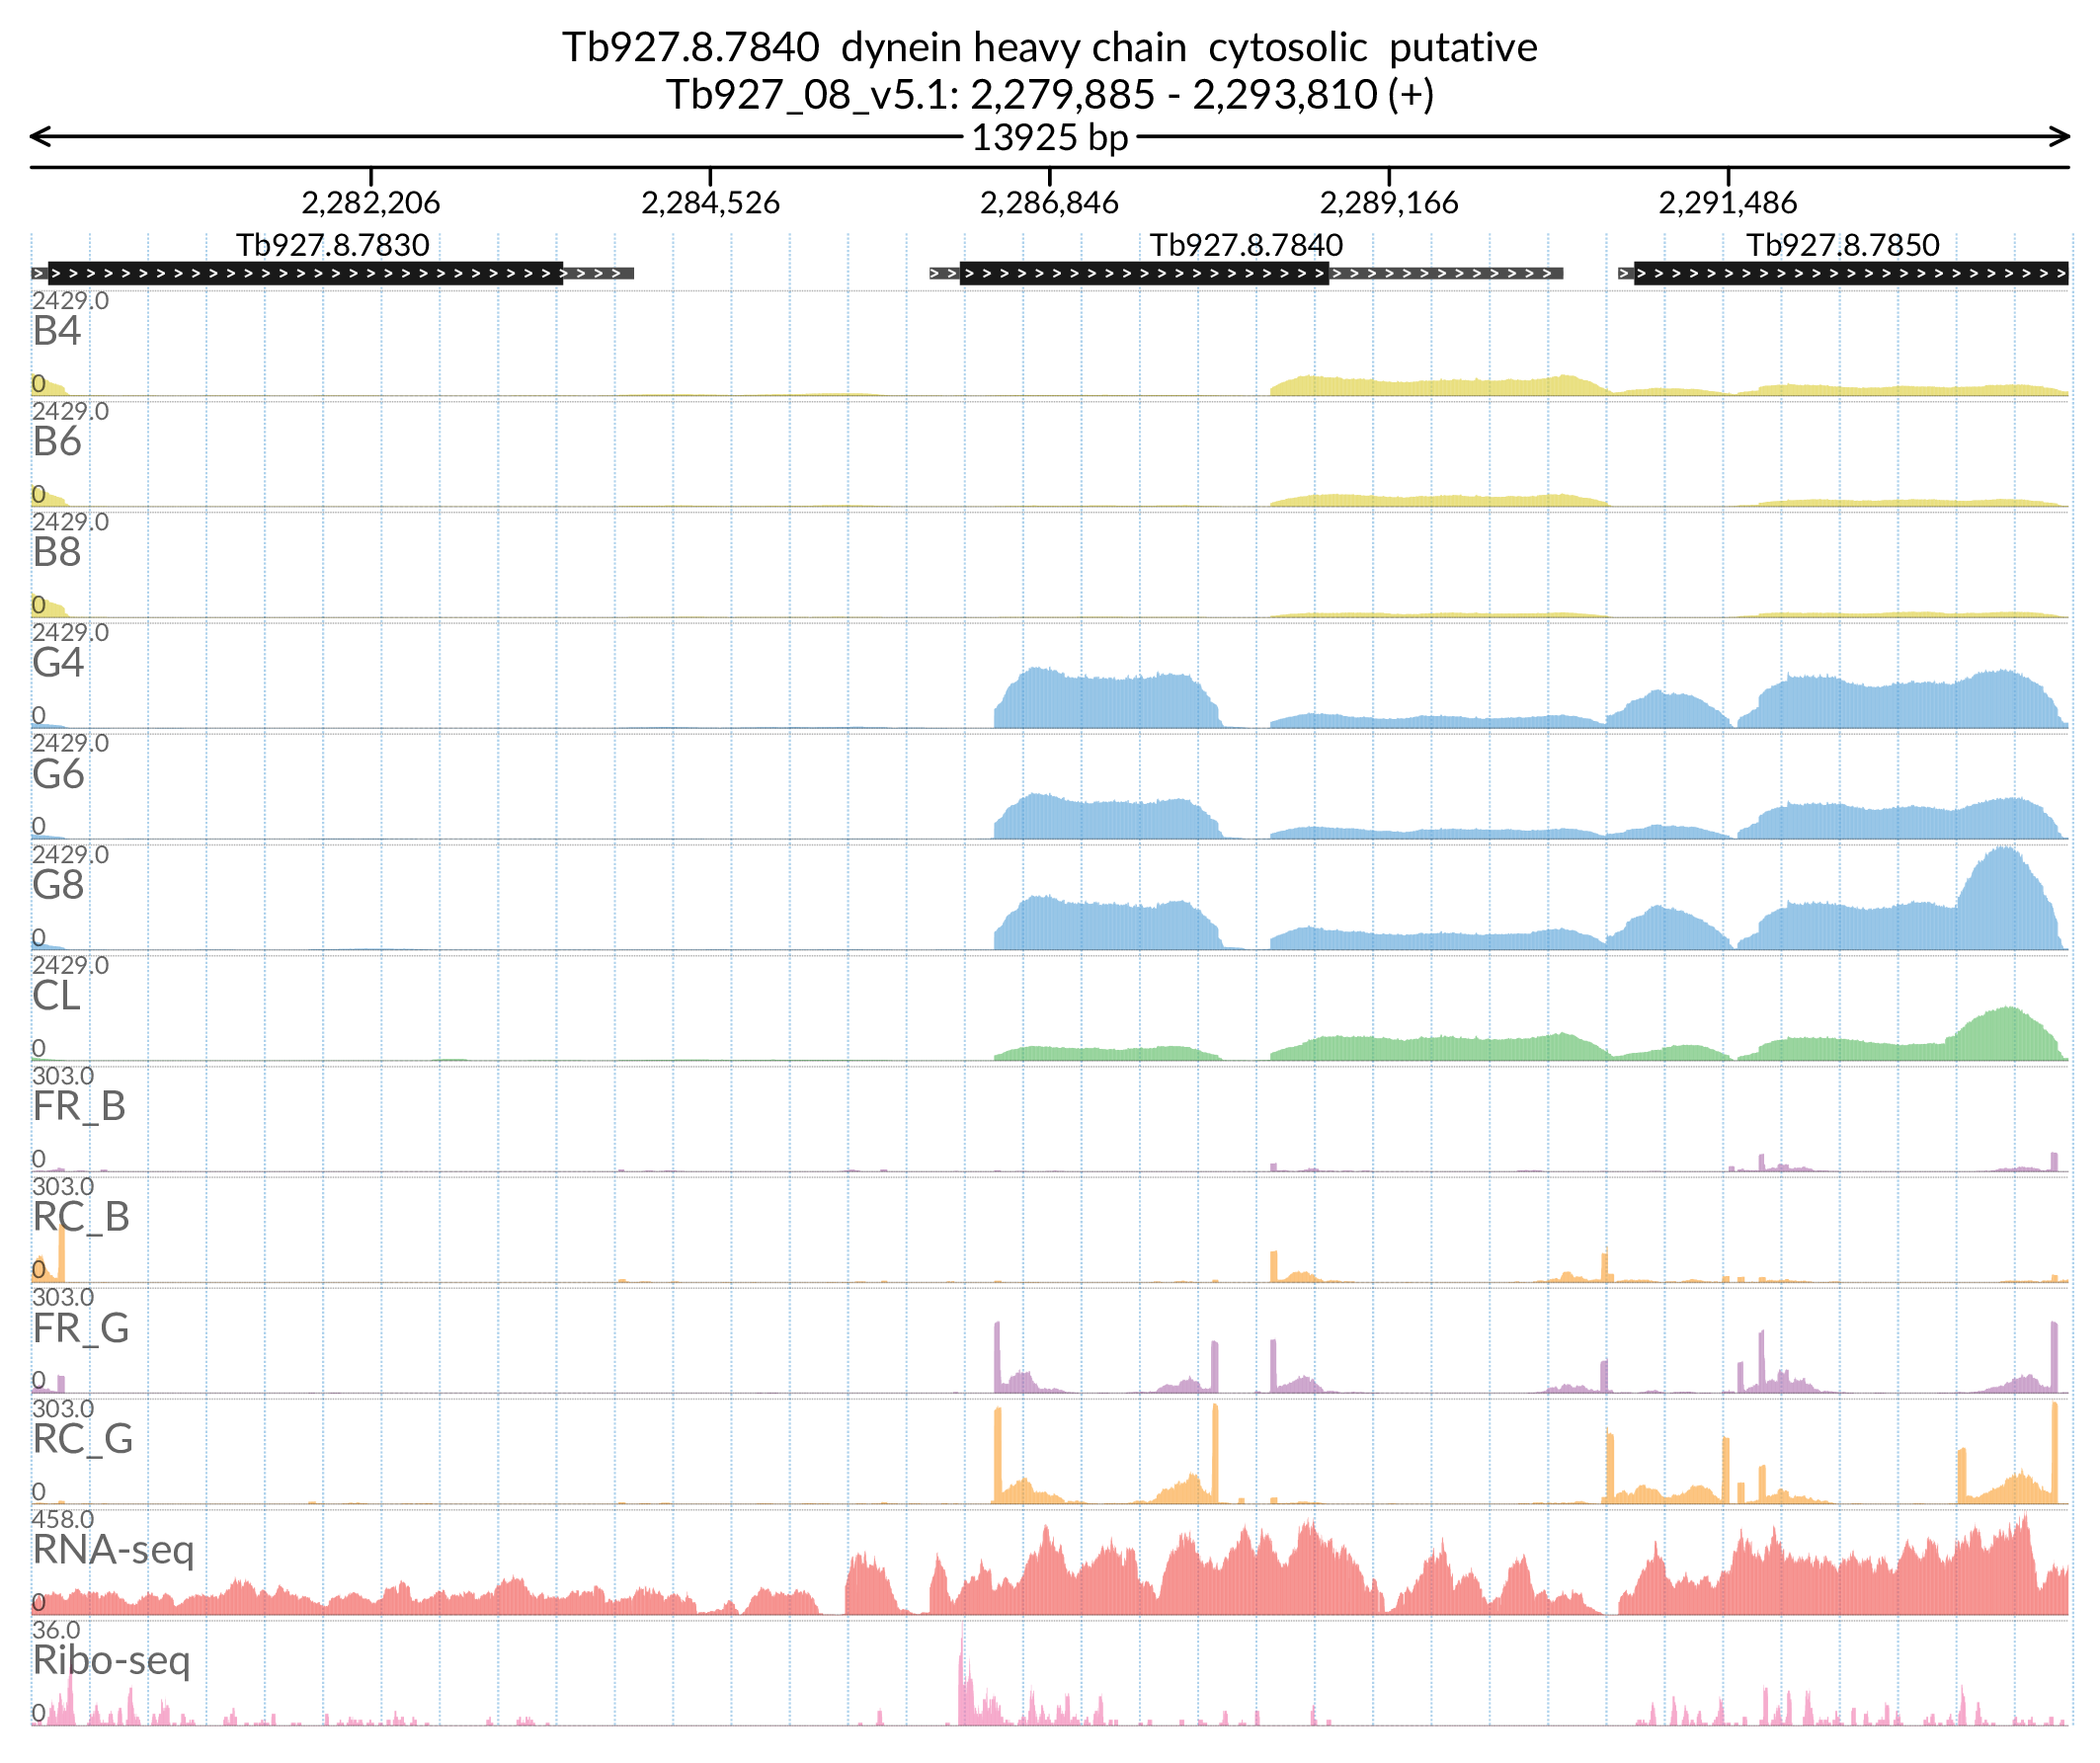 Tb927.8.7840 dynein heavy chain cytosolic putative
Tb927_08_v5.1: 2,279,885 - 2,293,810 (+)
13925 bp
2,282,206 2,284,526 2,286,846 2,289,166 2,291,486
Tb927.8.7830 Tb927.8.7840 Tb927.8.7850
2429.0
B4
0
2429.0
B6
0
2429.0
B8
0
2429.0
G4
0
2429.0
G6
0
2429.0
G8
0
2429.0
CL
0
303.0
FR_B
0
303.0
RC_B
0
303.0
FR_G
0
303.0
RC_G
0
458.0
RNA-seq
0
36.0
Ribo-seq
0